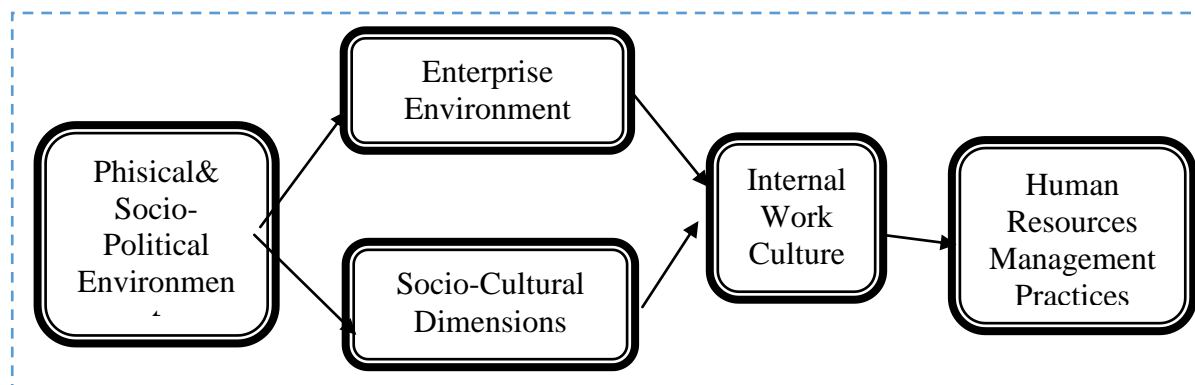 Phisical&
Socio-
Political
Environmen
Enterprise
Environment
Socio-Cultural
Dimensions
Internal
Work
Culture
Human
Resources
Management
Practices